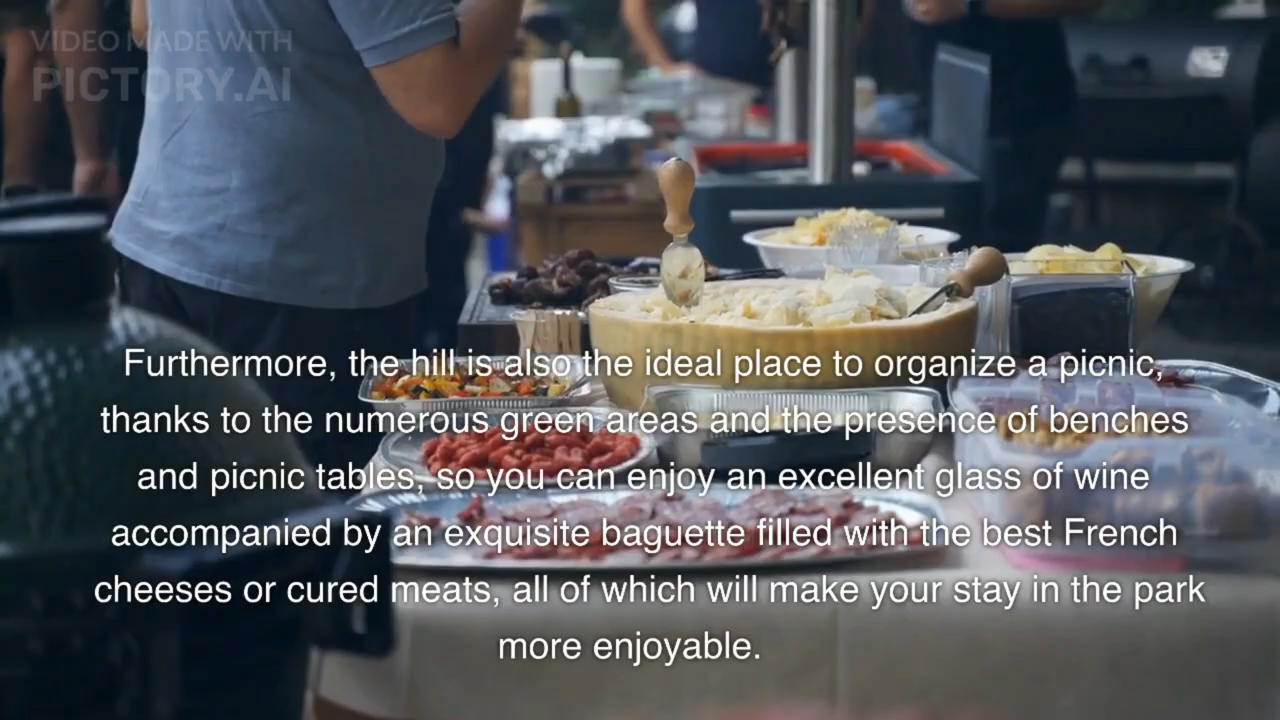 VIDEO MADE WITH
PICTORY.AI
Furthermore, the hill is also the ideal place to organize a picnic,
thanks to the numerous green areas and the presence of benches
and picnic tables, so you can enjoy an excellent glass of wine
accompanied by an exquisite baguette filled with the best French
cheeses or cured meats, all of which will make your stay in the park
more enjoyable.